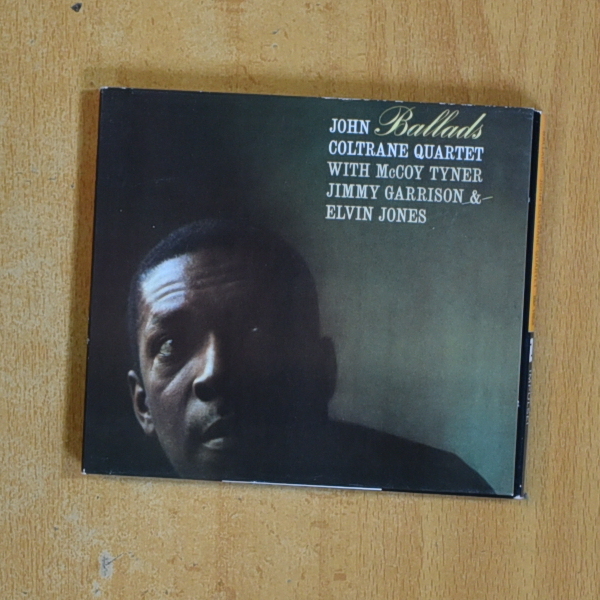 JOHN Ballads
COLTRANE QUARTET
WITH McCOY TYNER
JIMMY GARRISON &
ELVIN JONES